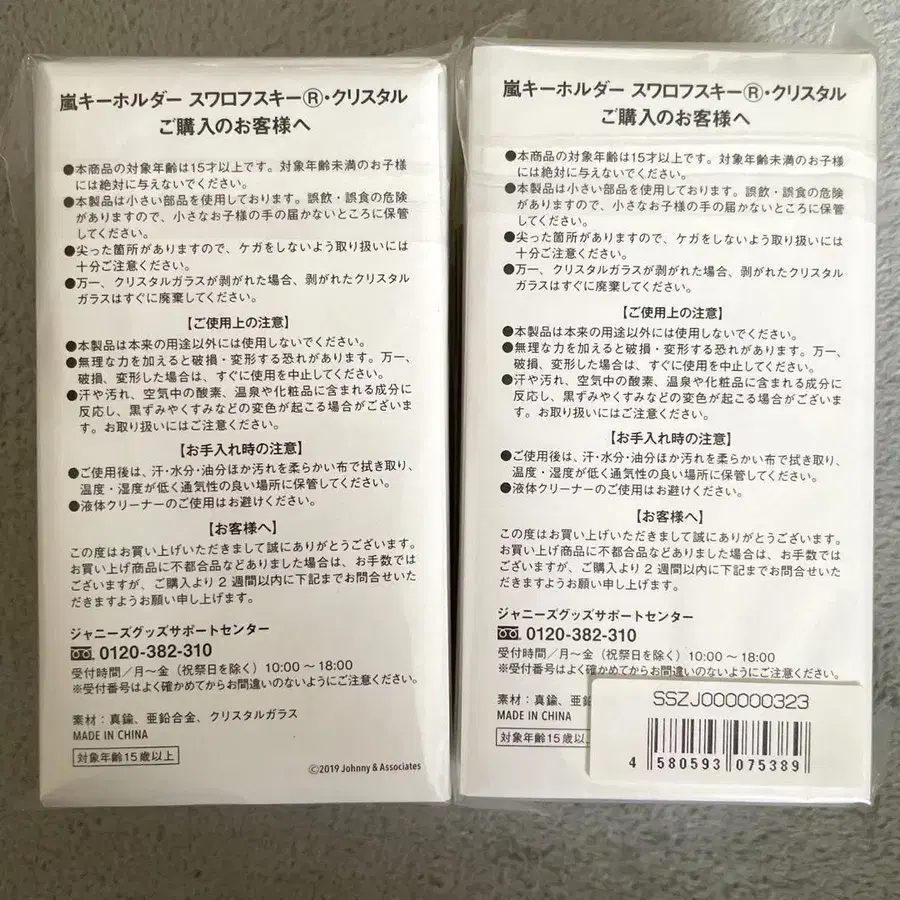 嵐キーホルダー スワロフスキーⓇ・クリスタル
ご購入のお客様へ
●本商品の対象年齢は15才以上です。対象年齢未満のお子様
には絶対に与えないでください。
●本製品は小さい部品を使用しております。誤飲・誤食の危険
がありますので、小さなお子様の手の届かないところに保管
してください。
●尖った箇所がありますので、ケガをしないよう取り扱いには
十分ご注意ください。
●万一、クリスタルガラスが剥がれた場合、剥がれたクリスタル
ガラスはすぐに廃棄してください。
【ご使用上の注意】
●本製品は本来の用途以外には使用しないでください。
●無理な力を加えると破損・変形する恐れがあります。万一、
破損、変形した場合は、すぐに使用を中止してください。
●汗や汚れ、空気中の酸素、温泉や化粧品に含まれる成分に
反応し、黒ずみやくすみなどの変色が起こる場合がございま
す。お取り扱いにはご注意ください。
【お手入れ時の注意】
●ご使用後は、汗・水分・油分ほか汚れを柔らかい布で拭き取り、
温度・湿度が低く通気性の良い場所に保管してください。
●液体クリーナーのご使用はお避けください。
【お客様へ】
この度はお買い上げいただきまして誠にありがとうございます。
お買い上げ商品に不都合品などありました場合は、お手数では
ございますが、ご購入より2週間以内に下記までお問合せいた
だきますようお願い申し上げます。
ジャニーズグッズサポートセンター
0120-382-310
受付時間／月〜金（祝祭日を除く）10:00〜18:00
※受付番号はよく確かめてからお間違いのないようにご注意ください。
素材：真鍮、亜鉛合金、クリスタルガラス
MADE IN CHINA
対象年齢15歳以上
©2019 Johnny & Associates
嵐キーホルダー スワロフスキーⓇ・クリスタル
ご購入のお客様へ
●本商品の対象年齢は15才以上です。対象年齢未満のお子様
には絶対に与えないでください。
●本製品は小さい部品を使用しております。誤飲・誤食の危険
がありますので、小さなお子様の手の届かないところに保管
してください。
●尖った箇所がありますので、ケガをしないよう取り扱いには
十分ご注意ください。
●万一、クリスタルガラスが剥がれた場合、剥がれたクリスタル
ガラスはすぐに廃棄してください。
【ご使用上の注意】
●本製品は本来の用途以外には使用しないでください。
●無理な力を加えると破損・変形する恐れがあります。万一、
破損、変形した場合は、すぐに使用を中止してください。
●汗や汚れ、空気中の酸素、温泉や化粧品に含まれる成分に
反応し、黒ずみやくすみなどの変色が起こる場合がございま
す。お取り扱いにはご注意ください。
【お手入れ時の注意】
●ご使用後は、汗・水分・油分ほか汚れを柔らかい布で拭き取り、
温度・湿度が低く通気性の良い場所に保管してください。
●液体クリーナーのご使用はお避けください。
【お客様へ】
この度はお買い上げいただきまして誠にありがとうございます。
お買い上げ商品に不都合品などありました場合は、お手数では
ございますが、ご購入より2週間以内に下記までお問合せいた
だきますようお願い申し上げます。
ジャニーズグッズサポートセンター
0120-382-310
受付時間／月〜金（祝祭日を除く）10:00〜18:00
※受付番号はよく確かめてからお間違いのないようにご注意ください。
素材：真鍮、亜
MADE IN CHINA
対象年齢15歳以
SSZJ000000323
4 580593 075389